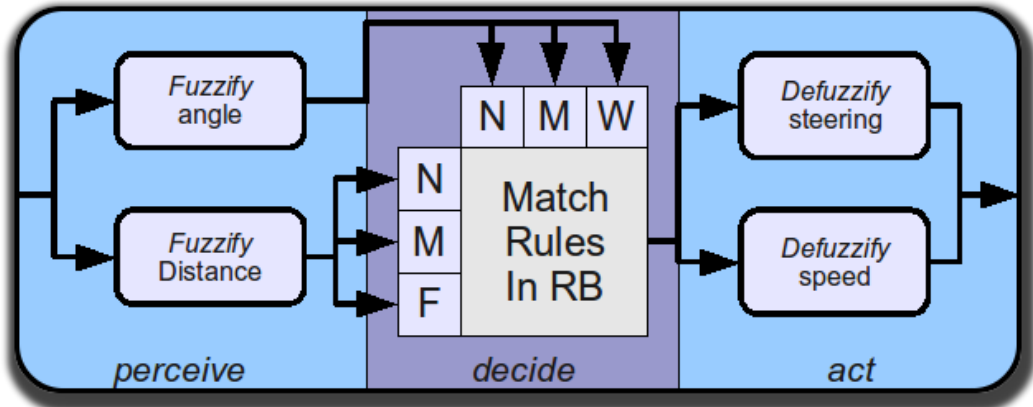 Fuzzify
angle
N M W
Defuzzify
steering
N
M
F
Match
Rules
In RB
Fuzzify
Distance
Defuzzify
speed
perceive
decide
act